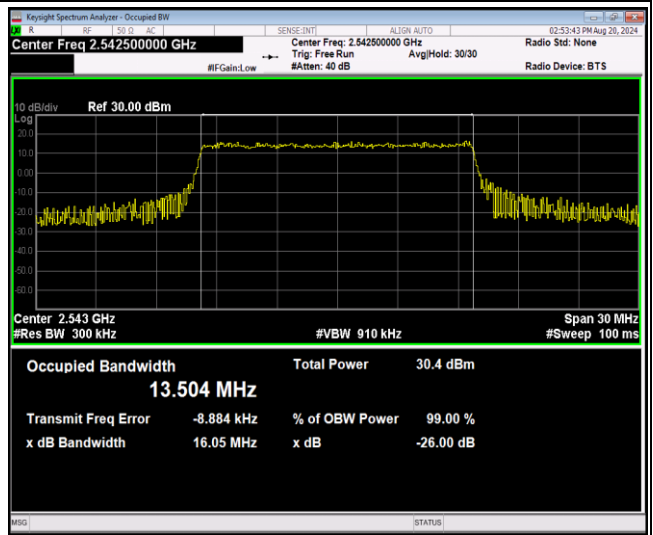 Keysight Spectrum Analyzer - Occupied BW
LXI R RF 50 Ω AC SENSE:INT ALIGN AUTO 02:53:43 PM Aug 20, 2024
Center Freq 2.542500000 GHz Center Freq: 2.542500000 GHz Radio Std: None
Trig: Free Run Avg|Hold: 30/30
#IFGain:Low #Atten: 40 dB Radio Device: BTS
10 dB/div Ref 30.00 dBm
Log
20.0
10.0
0.00
-10.0
-20.0
-30.0
-40.0
-50.0
-60.0
Center 2.543 GHz Span 30 MHz
#Res BW 300 kHz #VBW 910 kHz #Sweep 100 ms
Occupied Bandwidth Total Power 30.4 dBm
13.504 MHz
Transmit Freq Error -8.884 kHz % of OBW Power 99.00 %
x dB Bandwidth 16.05 MHz x dB -26.00 dB
MSG STATUS